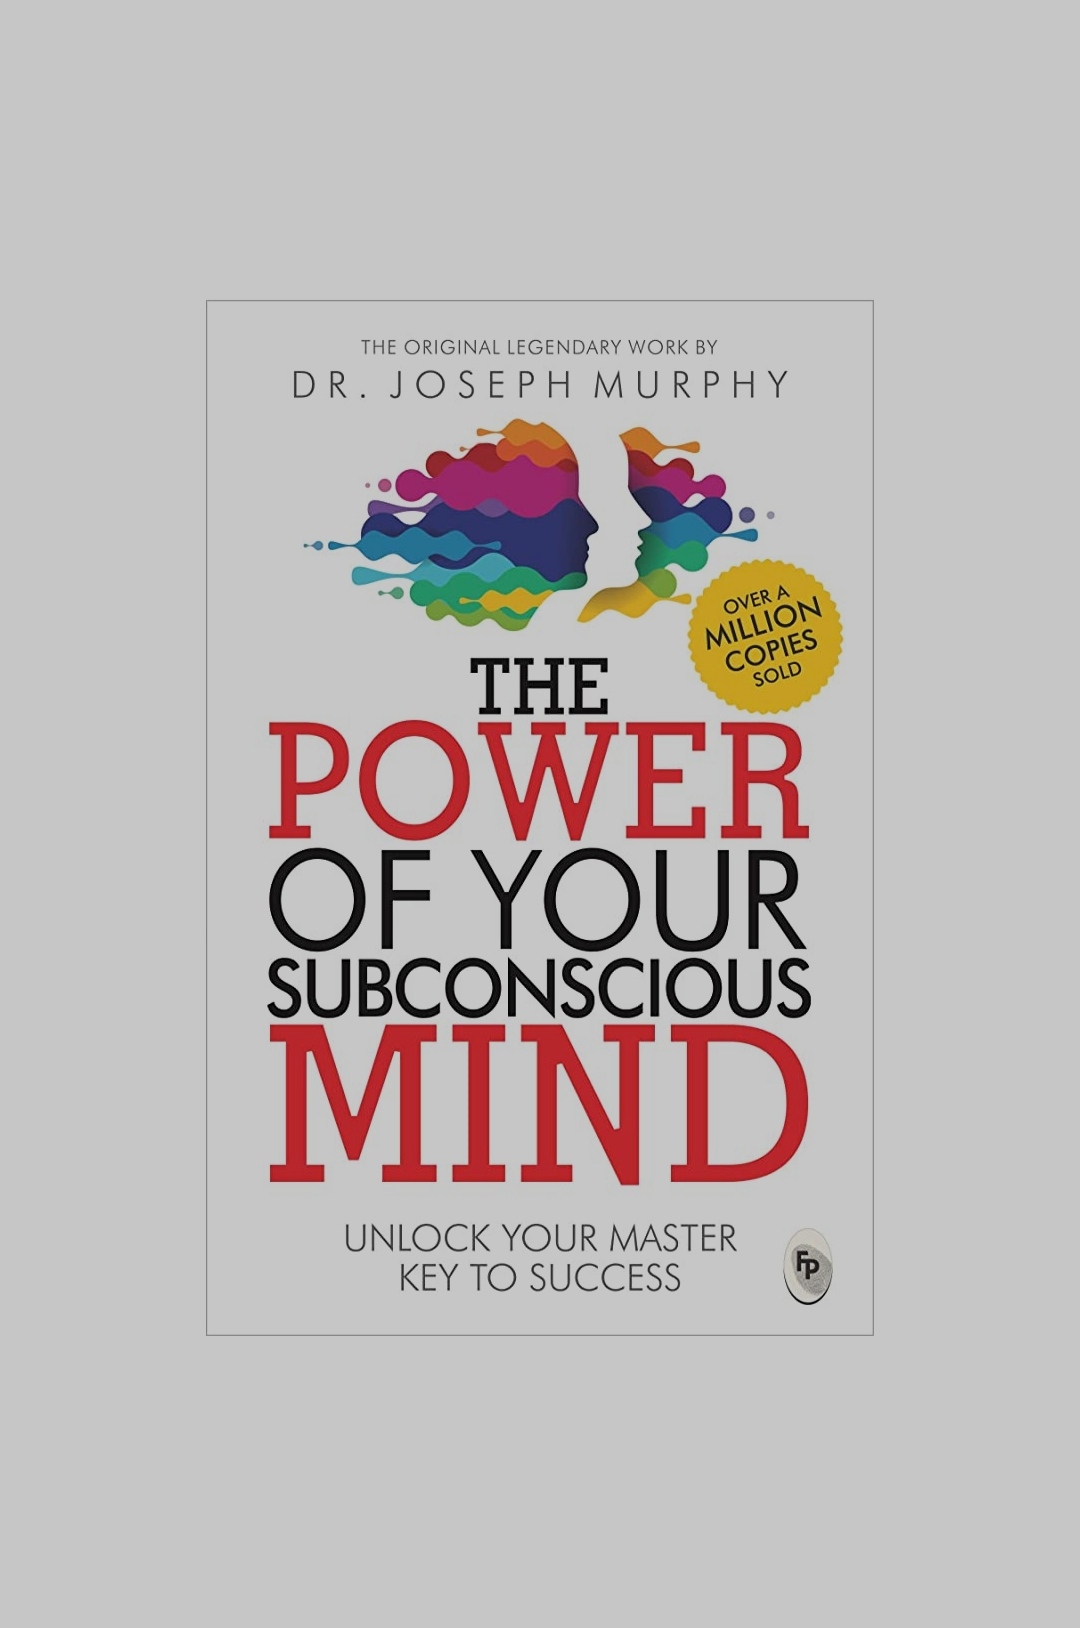 THE ORIGINAL LEGENDARY WORK BY
DR. JOSEPH MURPHY
OVER A
MILLION
COPIES
SOLD
THE
POWER
OF YOUR
SUBCONSCIOUS
MIND
UNLOCK YOUR MASTER
KEY TO SUCCESS
FP